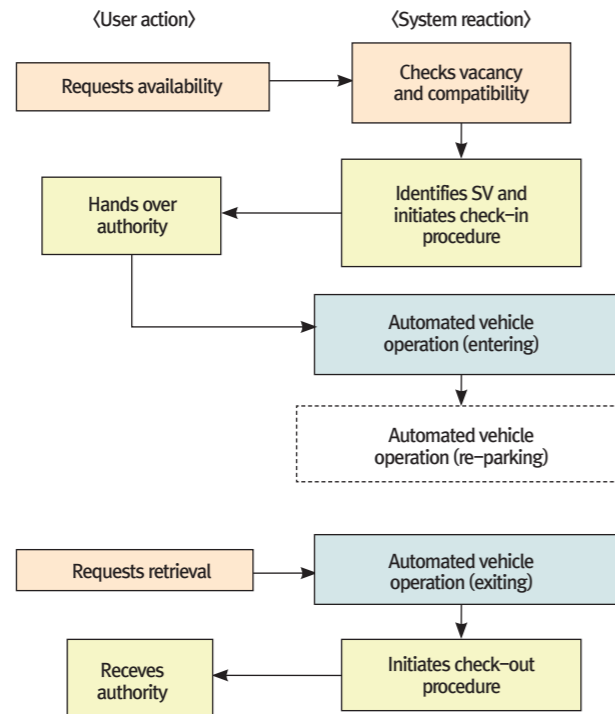 〈User action〉
〈System reaction〉
Requests availability
Checks vacancy
and compatibility
Identifies SV and
initiates check-in
procedure
Hands over
authority
Automated vehicle
operation (entering)
Automated vehicle
operation (re-parking)
Requests retrieval
Automated vehicle
operation (exiting)
Initiates check-out
procedure
Receves
authority